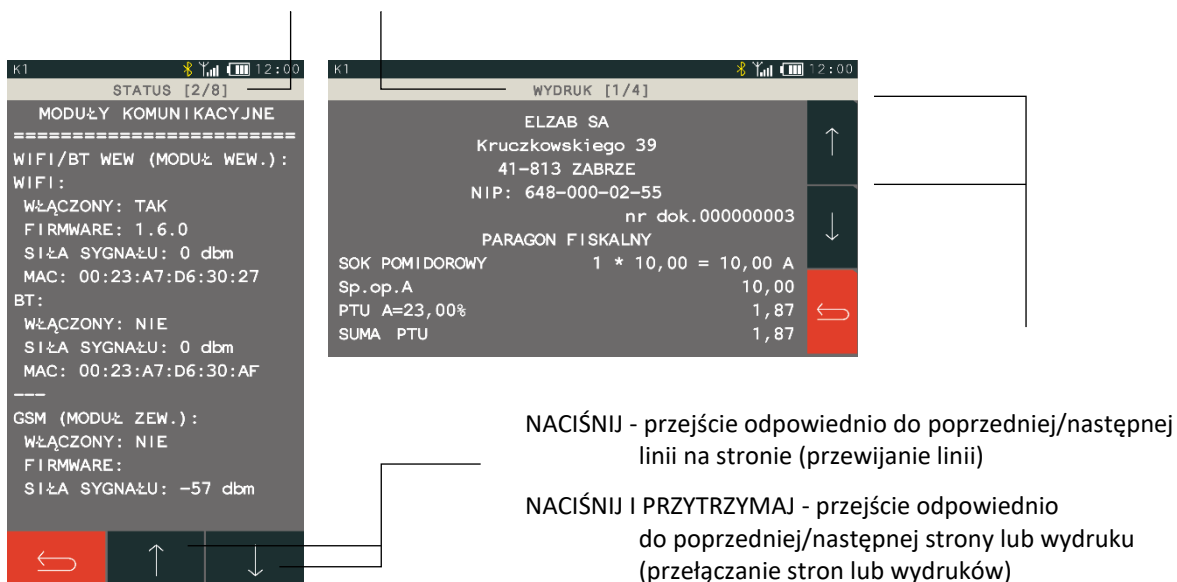 K1 12:00
STATUS [2/8]
MODUŁY KOMUNIKACYJNE
========================
WIFI/BT WEW (MODUŁ WEW.):
WIFI:
WŁĄCZONY: TAK
FIRMWARE: 1.6.0
SIŁA SYGNAŁU: 0 dbm
MAC: 00:23:A7:D6:30:27
BT:
WŁĄCZONY: NIE
SIŁA SYGNAŁU: 0 dbm
MAC: 00:23:A7:D6:30:AF
---
GSM (MODUŁ ZEW.):
WŁĄCZONY: NIE
FIRMWARE:
SIŁA SYGNAŁU: -57 dbm
K1 12:00
WYDRUK [1/4]
ELZAB SA
Kruczkowskiego 39
41-813 ZABRZE
NIP: 648-000-02-55
nr dok.000000003
PARAGON FISKALNY
SOK POMIDOROWY 1 * 10,00 = 10,00 A
Sp.op.A 10,00
PTU A=23,00% 1,87
SUMA PTU 1,87
NACIŚNIJ - przejście odpowiednio do poprzedniej/następnej
linii na stronie (przewijanie linii)
NACIŚNIJ I PRZYTRZYMAJ - przejście odpowiednio
do poprzedniej/następnej strony lub wydruku
(przełączanie stron lub wydruków)